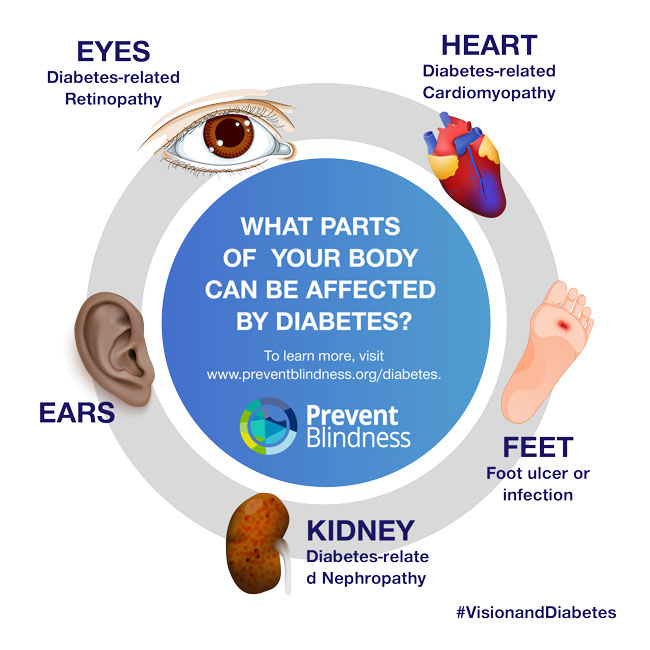 EYES
Diabetes-related
Retinopathy
HEART
Diabetes-related
Cardiomyopathy
WHAT PARTS
OF YOUR BODY
CAN BE AFFECTED
BY DIABETES?
To learn more, visit
www.preventblindness.org/diabetes.
Prevent
Blindness
EARS
FEET
Foot ulcer or
infection
KIDNEY
Diabetes-relate
d Nephropathy
#VisionandDiabetes